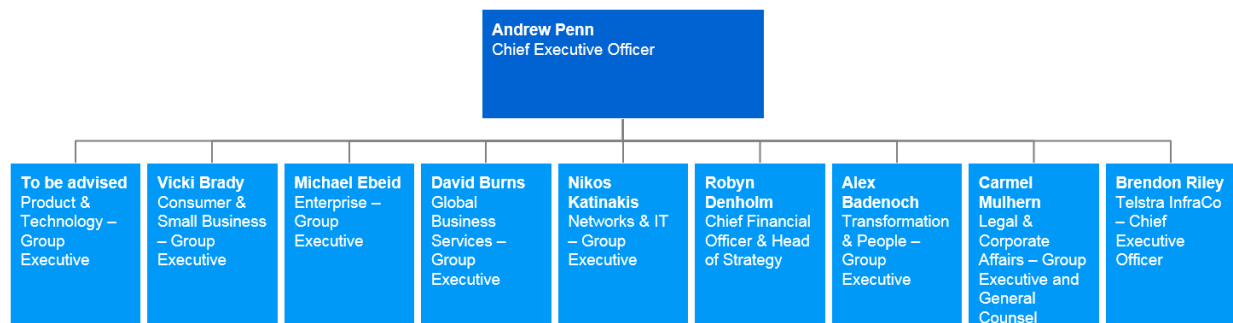 Andrew Penn
Chief Executive Officer
To be advised
Product &
Technology –
Group
Executive
Vicki Brady
Consumer &
Small Business
– Group
Executive
Michael Ebeid
Enterprise –
Group
Executive
David Burns
Global
Business
Services –
Group
Executive
Nikos
Katinakis
Networks & IT
– Group
Executive
Robyn
Denholm
Chief Financial
Officer & Head
of Strategy
Alex
Badenoch
Transformation
& People –
Group
Executive
Carmel
Mulhern
Legal &
Corporate
Affairs – Group
Executive and
General
Counsel
Brendon Riley
Telstra InfraCo
– Chief
Executive
Officer